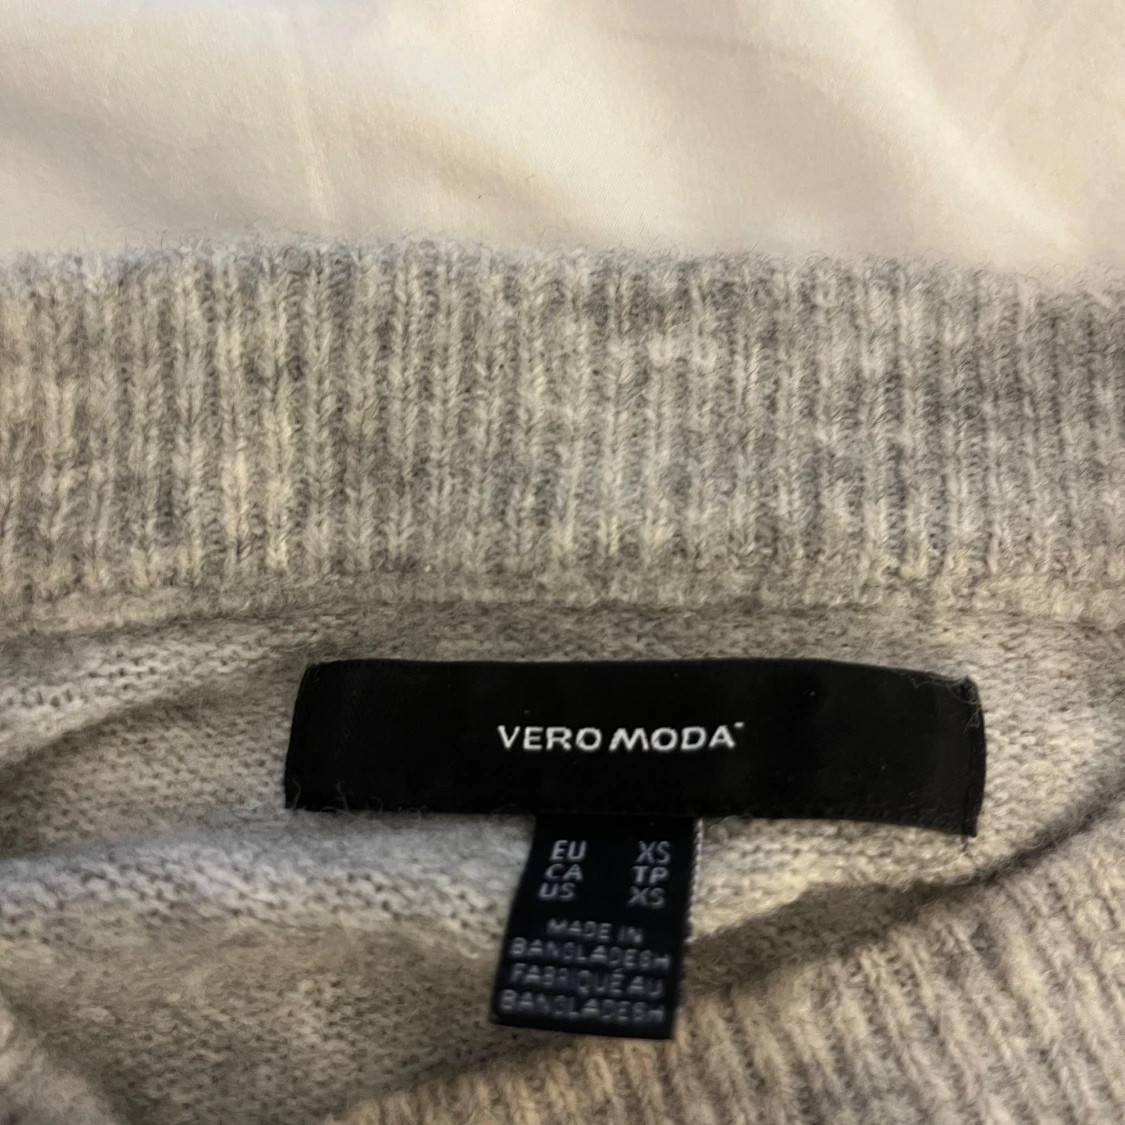 VERO MODA
EU XS
CA TP
US XS
MADE IN
BANGLADESH
FABRIQUÉ AU
BANGLADESH